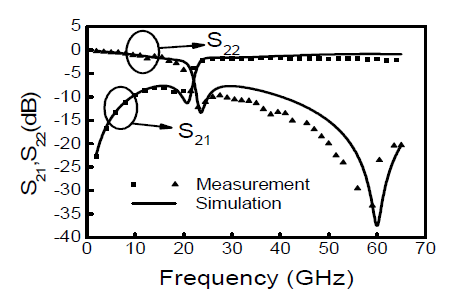 5
0
-5
-10
-15
-20
-25
-30
-35
-40
S21,S22(dB)
S22
S21
Measurement
Simulation
0 10 20 30 40 50 60 70
Frequency (GHz)